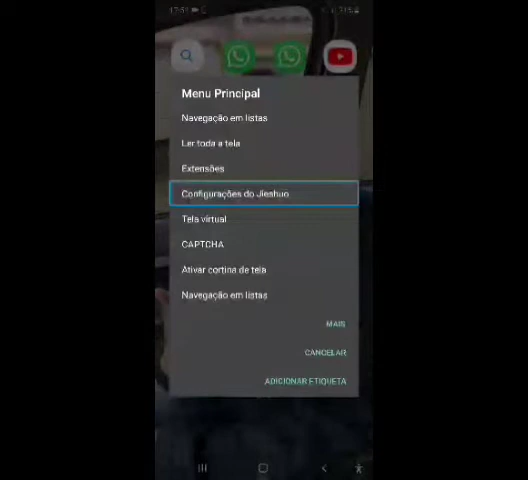 Menu Principal
Navegação em listas
Ler toda a tela
Extensões
Configurações do Jieshuo
Tela virtual
CAPTCHA
Ativar cortina de tela
Navegação em listas
MAIS
CANCELAR
ADICIONAR ETIQUETA